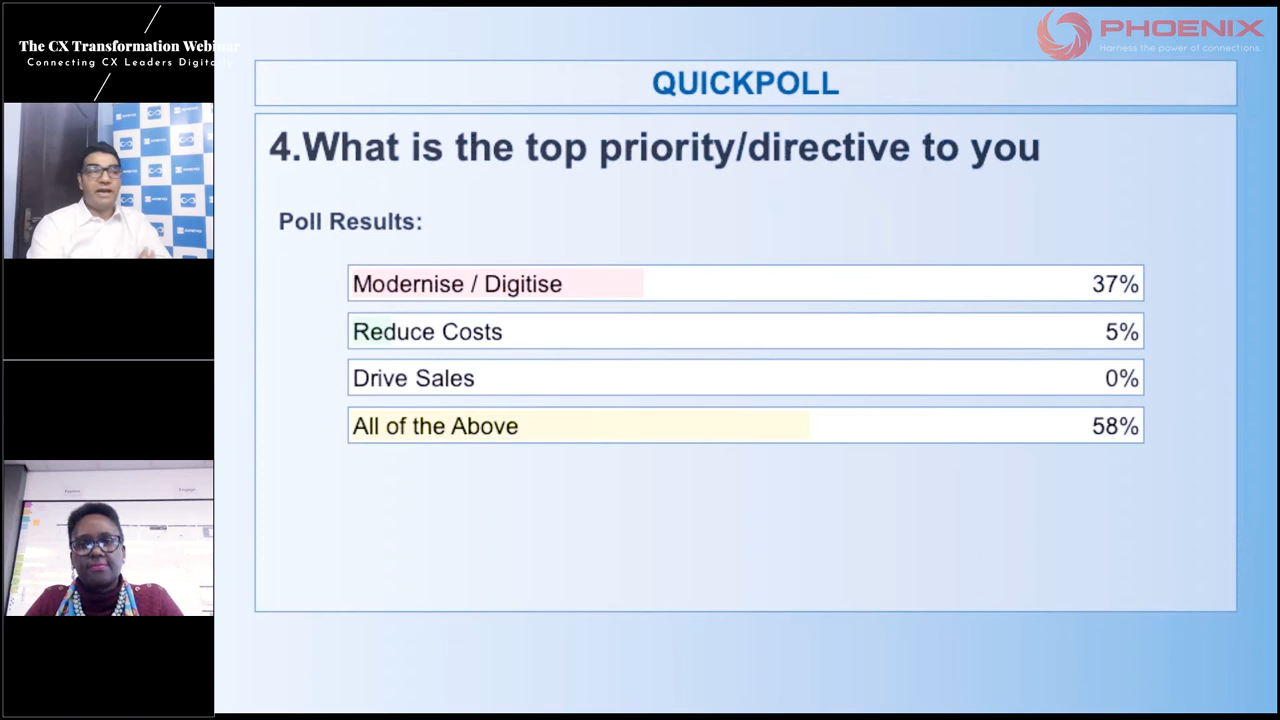 The CX Transformation Webinar
Connecting CX Leaders Digitally
PHOENIX
Harness the power of connections.
QUICKPOLL
4.What is the top priority/directive to you
Poll Results:
Modernise / Digitise 37%
Reduce Costs 5%
Drive Sales 0%
All of the Above 58%